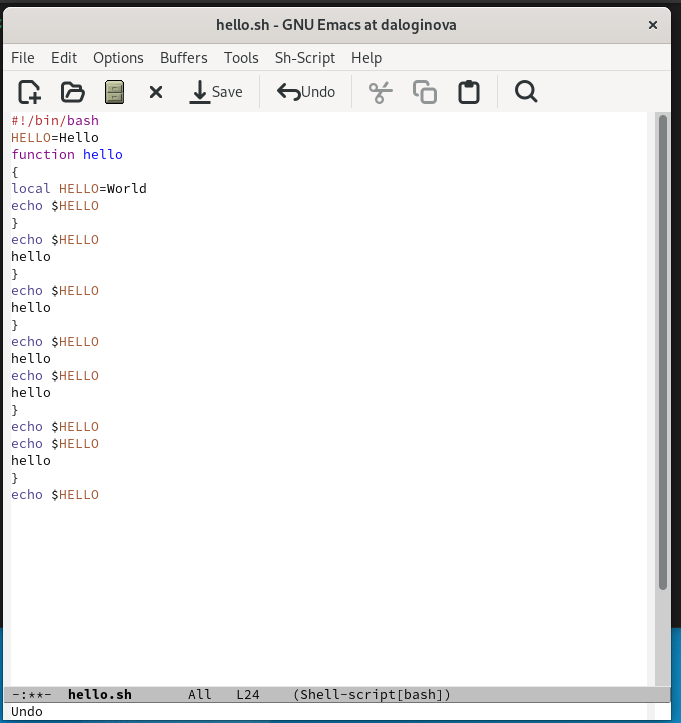 hello.sh - GNU Emacs at daloginova
File Edit Options Buffers Tools Sh-Script Help
Save Undo
#!/bin/bash
HELLO=Hello
function hello
{
local HELLO=World
echo $HELLO
}
echo $HELLO
hello
}
echo $HELLO
hello
}
echo $HELLO
hello
echo $HELLO
hello
}
echo $HELLO
echo $HELLO
hello
}
echo $HELLO
-:**- hello.sh All L24 (Shell-script[bash])
Undo